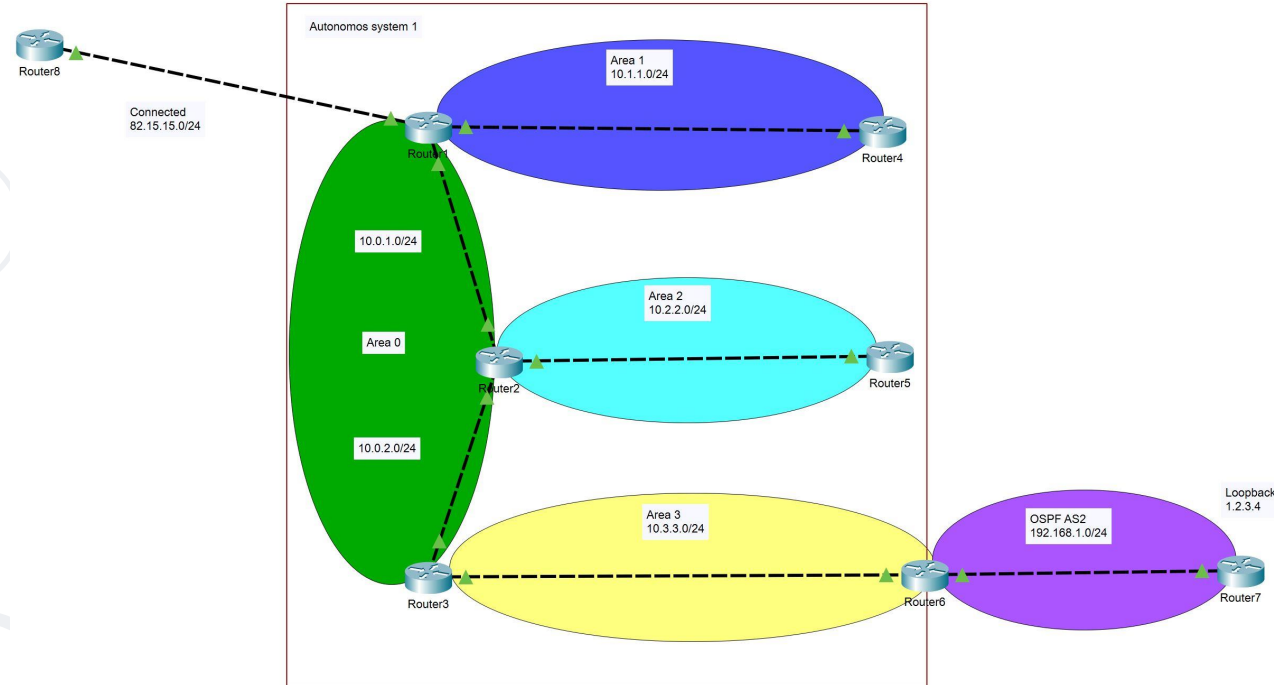 Autonomos system 1
Router8
Connected
82.15.15.0/24
Area 1
10.1.1.0/24
Router1
Router4
10.0.1.0/24
Area 0
10.0.2.0/24
Area 2
10.2.2.0/24
Router2
Router5
Area 3
10.3.3.0/24
Router3
Router6
OSPF AS2
192.168.1.0/24
Loopback
1.2.3.4
Router7